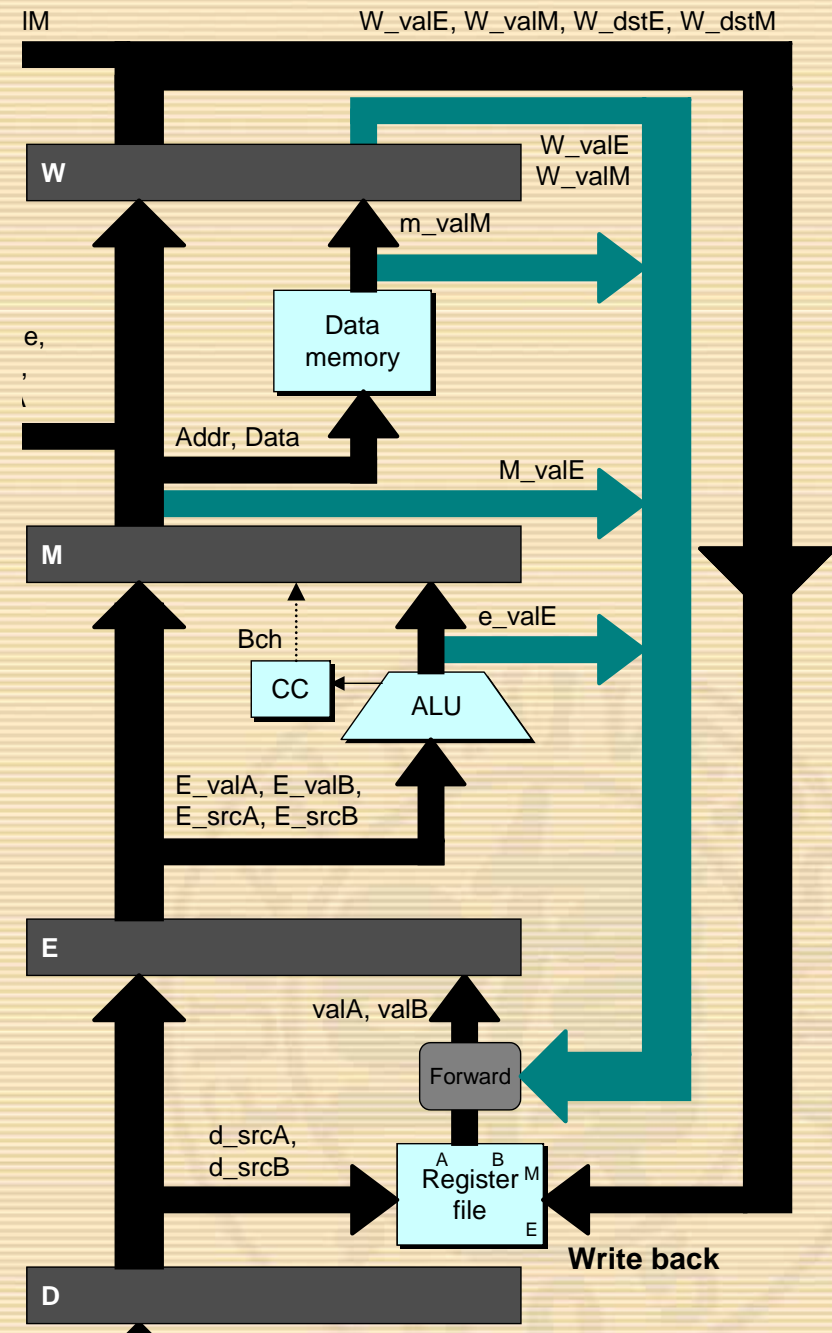 lM
W_valE, W_valM, W_dstE, W_dstM
W_valE
W_valM
W
m_valM
Data
memory
e,
,
Addr, Data
M_valE
M
e_valE
Bch
CC
ALU
E_valA, E_valB,
E_srcA, E_srcB
E
valA, valB
Forward
d_srcA,
d_srcB
A B
Register M
file
E
Write back
D